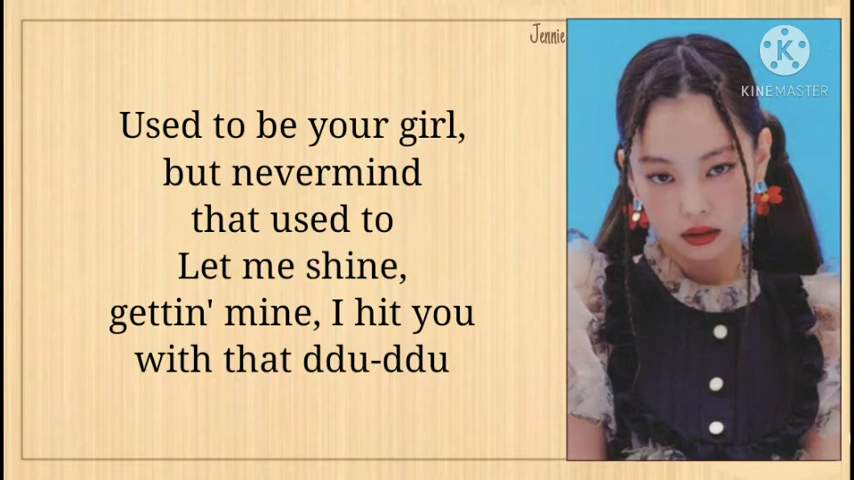 Jennie
Used to be your girl,
but nevermind
that used to
Let me shine,
gettin' mine, I hit you
with that ddu-ddu
K
KINEMASTER